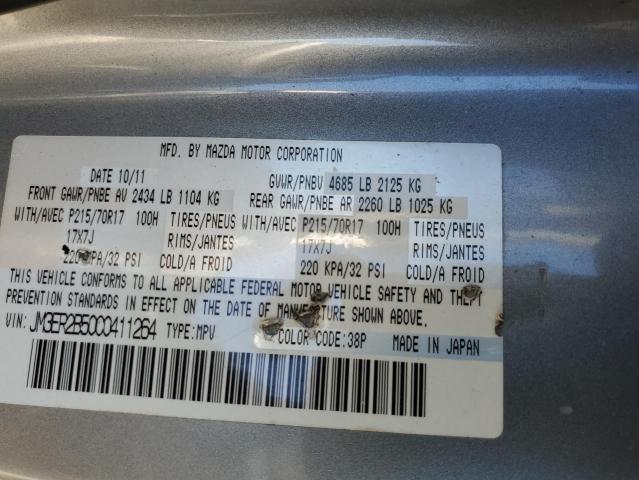 MFD. BY MAZDA MOTOR CORPORATION
DATE 10/11 GVWR/PNBV 4685 LB 2125 KG
FRONT GAWR/PNBE AV 2434 LB 1104 KG REAR GAWR/PNBE AR 2260 LB 1025 KG
WITH/AVEC P215/70R17 100H TIRES/PNEUS WITH/AVEC P215/70R17 100H TIRES/PNEUS
17X7J RIMS/JANTES 17X7J RIMS/JANTES
220 KPA/32 PSI COLD/A FROID 220 KPA/32 PSI COLD/A FROID
THIS VEHICLE CONFORMS TO ALL APPLICABLE FEDERAL MOTOR VEHICLE SAFETY AND THEFT
PREVENTION STANDARDS IN EFFECT ON THE DATE OF MANUFACTURE SHOWN ABOVE.
VIN: JM3ER2B50C0411264 TYPE: MPV COLOR CODE: 38P MADE IN JAPAN